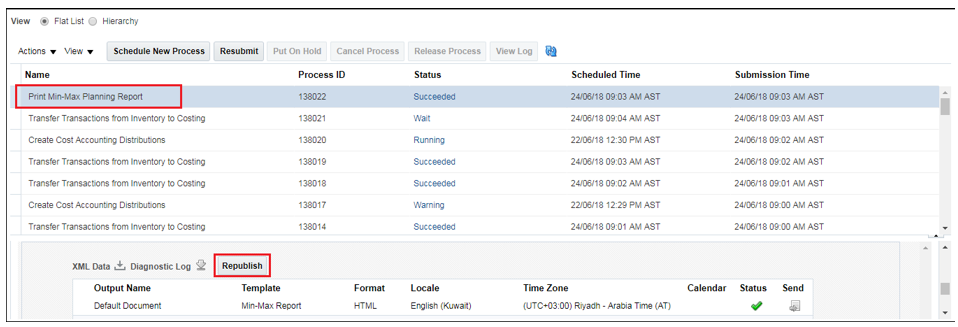 View Flat List Hierarchy
Actions View Schedule New Process Resubmit Put On Hold Cancel Process Release Process View Log
Name Process ID Status Scheduled Time Submission Time
Print Min-Max Planning Report 138022 Succeeded 24/06/18 09:03 AM AST 24/06/18 09:03 AM AST
Transfer Transactions from Inventory to Costing 138021 Wait 24/06/18 09:04 AM AST 24/06/18 09:03 AM AST
Create Cost Accounting Distributions 138020 Running 22/06/18 12:30 PM AST 24/06/18 09:02 AM AST
Transfer Transactions from Inventory to Costing 138019 Succeeded 24/06/18 09:03 AM AST 24/06/18 09:02 AM AST
Transfer Transactions from Inventory to Costing 138018 Succeeded 24/06/18 09:02 AM AST 24/06/18 09:01 AM AST
Create Cost Accounting Distributions 138017 Warning 22/06/18 12:29 PM AST 24/06/18 09:00 AM AST
Transfer Transactions from Inventory to Costing 138014 Succeeded 24/06/18 09:01 AM AST 24/06/18 09:00 AM AST
XML Data Diagnostic Log Republish
Output Name Template Format Locale Time Zone Calendar Status Send
Default Document Min-Max Report HTML English (Kuwait) (UTC+03:00) Riyadh - Arabia Time (AT)